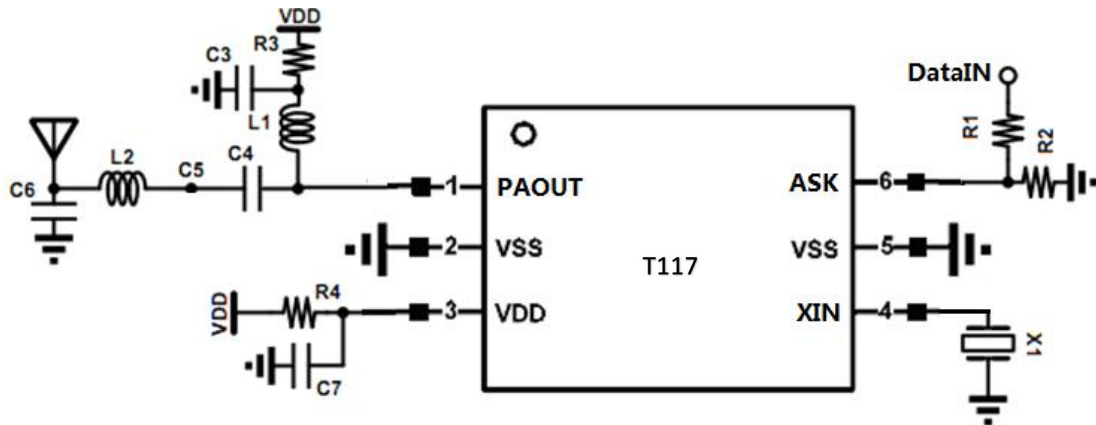 VDD
R3
C3
L1
L2
C5
C4
C6
DataIN
R1
R2
1
PAOUT
ASK
6
2
VSS
T117
VSS
5
VDD
R4
3
VDD
XIN
4
C7
X1